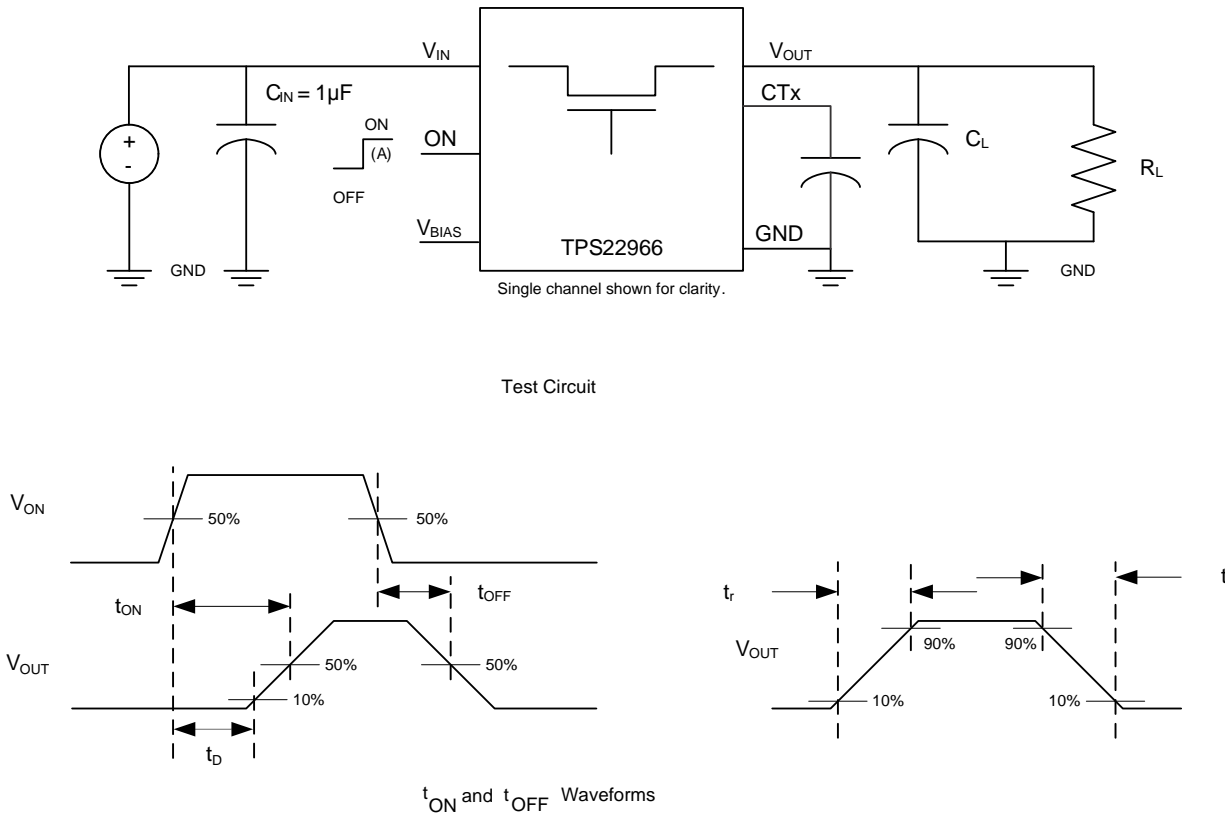 VIN
VOUT
CIN = 1µF
CTx
ON
(A)
OFF
ON
+
-
CL
RL
VBIAS
GND
TPS22966
GND
GND
Single channel shown for clarity.
Test Circuit
VON
50%
50%
tON
tOFF
tr
t
VOUT
50%
50%
10%
tD
VOUT
90%
90%
10%
10%
tON and tOFF Waveforms